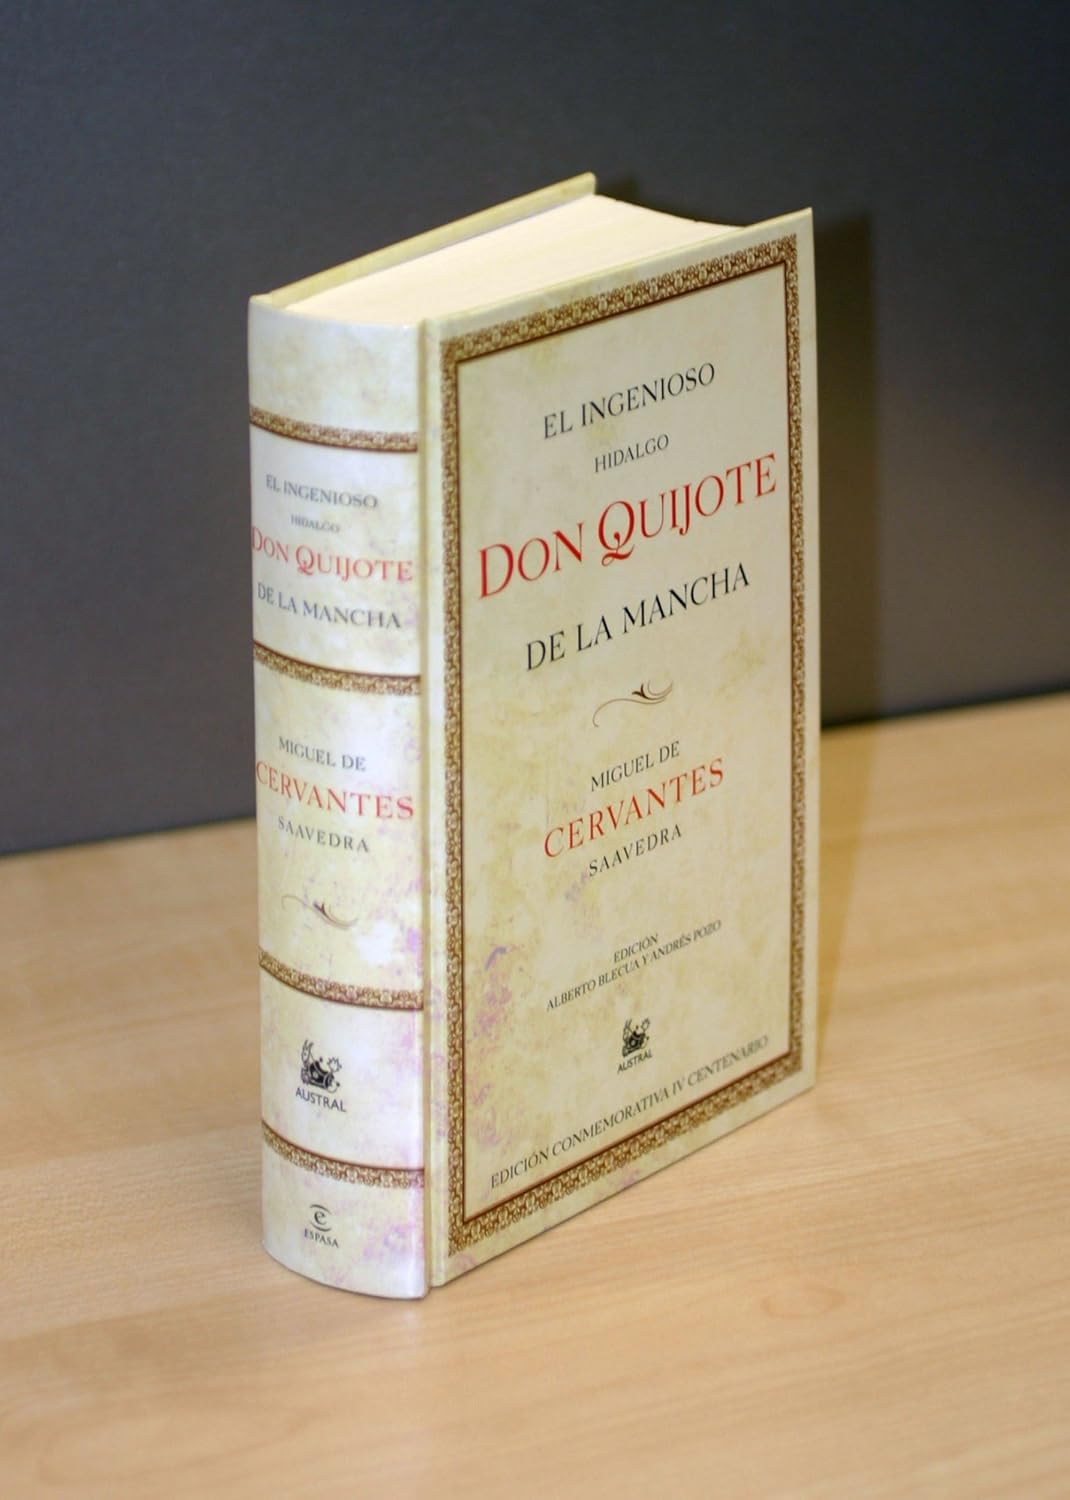 EL INGENIOSO
HIDALGO
DON QUIJOTE
DE LA MANCHA
MIGUEL DE
CERVANTES
SAAVEDRA
AUSTRAL
ESPASA
EL INGENIOSO
HIDALGO
DON QUIJOTE
DE LA MANCHA
MIGUEL DE
CERVANTES
SAAVEDRA
EDICIÓN
ALBERTO BLECUA Y ANDRÉS POZO
AUSTRAL
EDICIÓN CONMEMORATIVA IV CENTENARIO